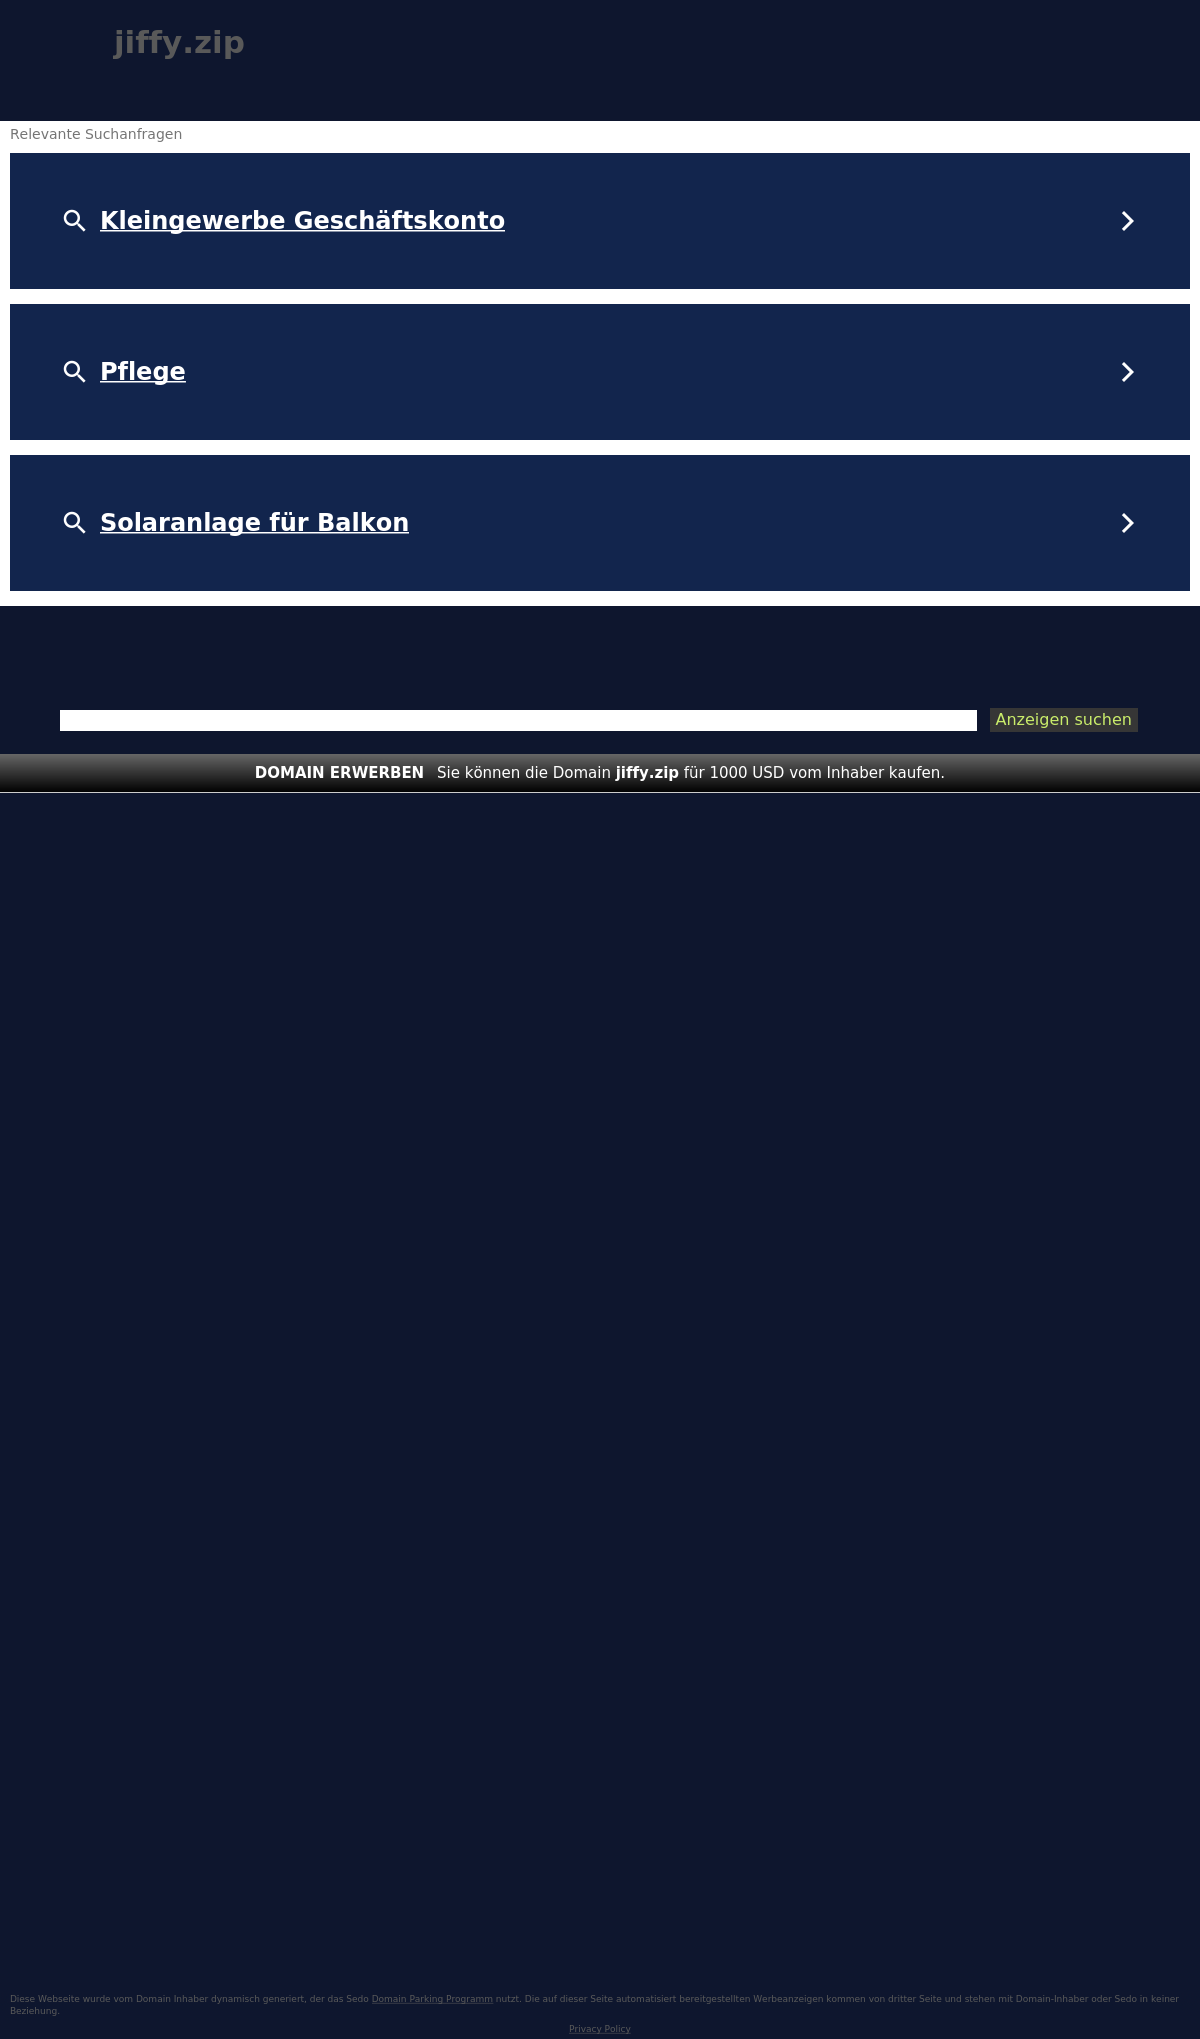 jiffy.zip
Relevante Suchanfragen
Kleingewerbe Geschäftskonto
Pflege
Solaranlage für Balkon
Anzeigen suchen
DOMAIN ERWERBEN Sie können die Domain jiffy.zip für 1000 USD vom Inhaber kaufen.
Diese Webseite wurde vom Domain Inhaber dynamisch generiert, der das Sedo Domain Parking Programm nutzt. Die auf dieser Seite automatisiert bereitgestellten Werbeanzeigen kommen von dritter Seite und stehen mit Domain-Inhaber oder Sedo in keiner
Beziehung.
Privacy Policy